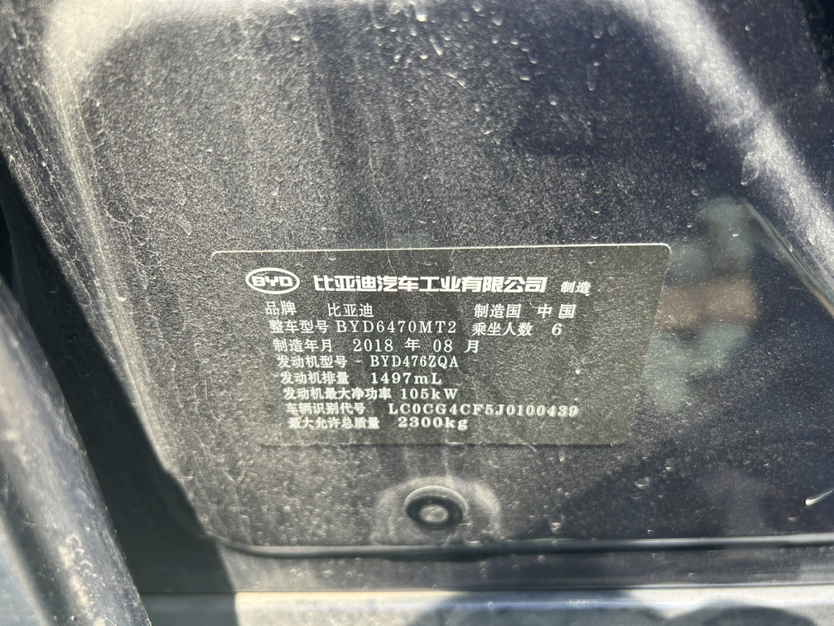 BYD 比亚迪汽车工业有限公司 制造
品牌 比亚迪 制造国 中国
整车型号 BYD6470MT2 乘坐人数 6
制造年月 2018 年 08 月
发动机型号 - BYD476ZQA
发动机排量 1497mL
发动机最大净功率 105kW
车辆识别代号 LC0CG4CF5J0100439
最大允许总质量 2300kg